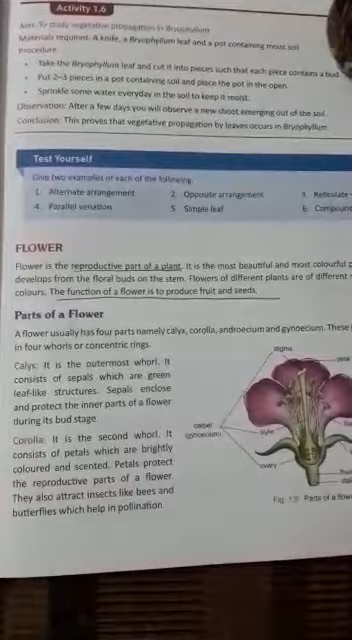 Activity 1.6
Aim: To study vegetative propagation in Bryophyllum
Materials required: A knife, a Bryophyllum leaf and a pot containing moist soil
Procedure:
• Take the Bryophyllum leaf and cut it into pieces such that each piece contains a bud
• Put 2–3 pieces in a pot containing soil and place the pot in the open
• Sprinkle some water everyday in the soil to keep it moist.
Observation: After a few days you will observe a new shoot emerging out of the soil.
Conclusion: This proves that vegetative propagation by leaves occurs in Bryophyllum.
Test Yourself
Give two examples of each of the following.
1. Alternate arrangement 2. Opposite arrangement 3. Reticulate
4. Parallel venation 5. Simple leaf 6. Compound
FLOWER
Flower is the reproductive part of a plant. It is the most beautiful and most colourful
develops from the floral buds on the stem. Flowers of different plants are of different
colours. The function of a flower is to produce fruit and seeds.
Parts of a Flower
A flower usually has four parts namely calyx, corolla, androecium and gynoecium. These
in four whorls or concentric rings.
Calyx: It is the outermost whorl. It
consists of sepals which are green
leaf-like structures. Sepals enclose
and protect the inner parts of a flower
during its bud stage.
Corolla: It is the second whorl. It
consists of petals which are brightly
coloured and scented. Petals protect
the reproductive parts of a flower.
They also attract insects like bees and
butterflies which help in pollination.
stigma
carpel
(gynoecium)
style
ovary
Fig. 1.9 Parts of a flow